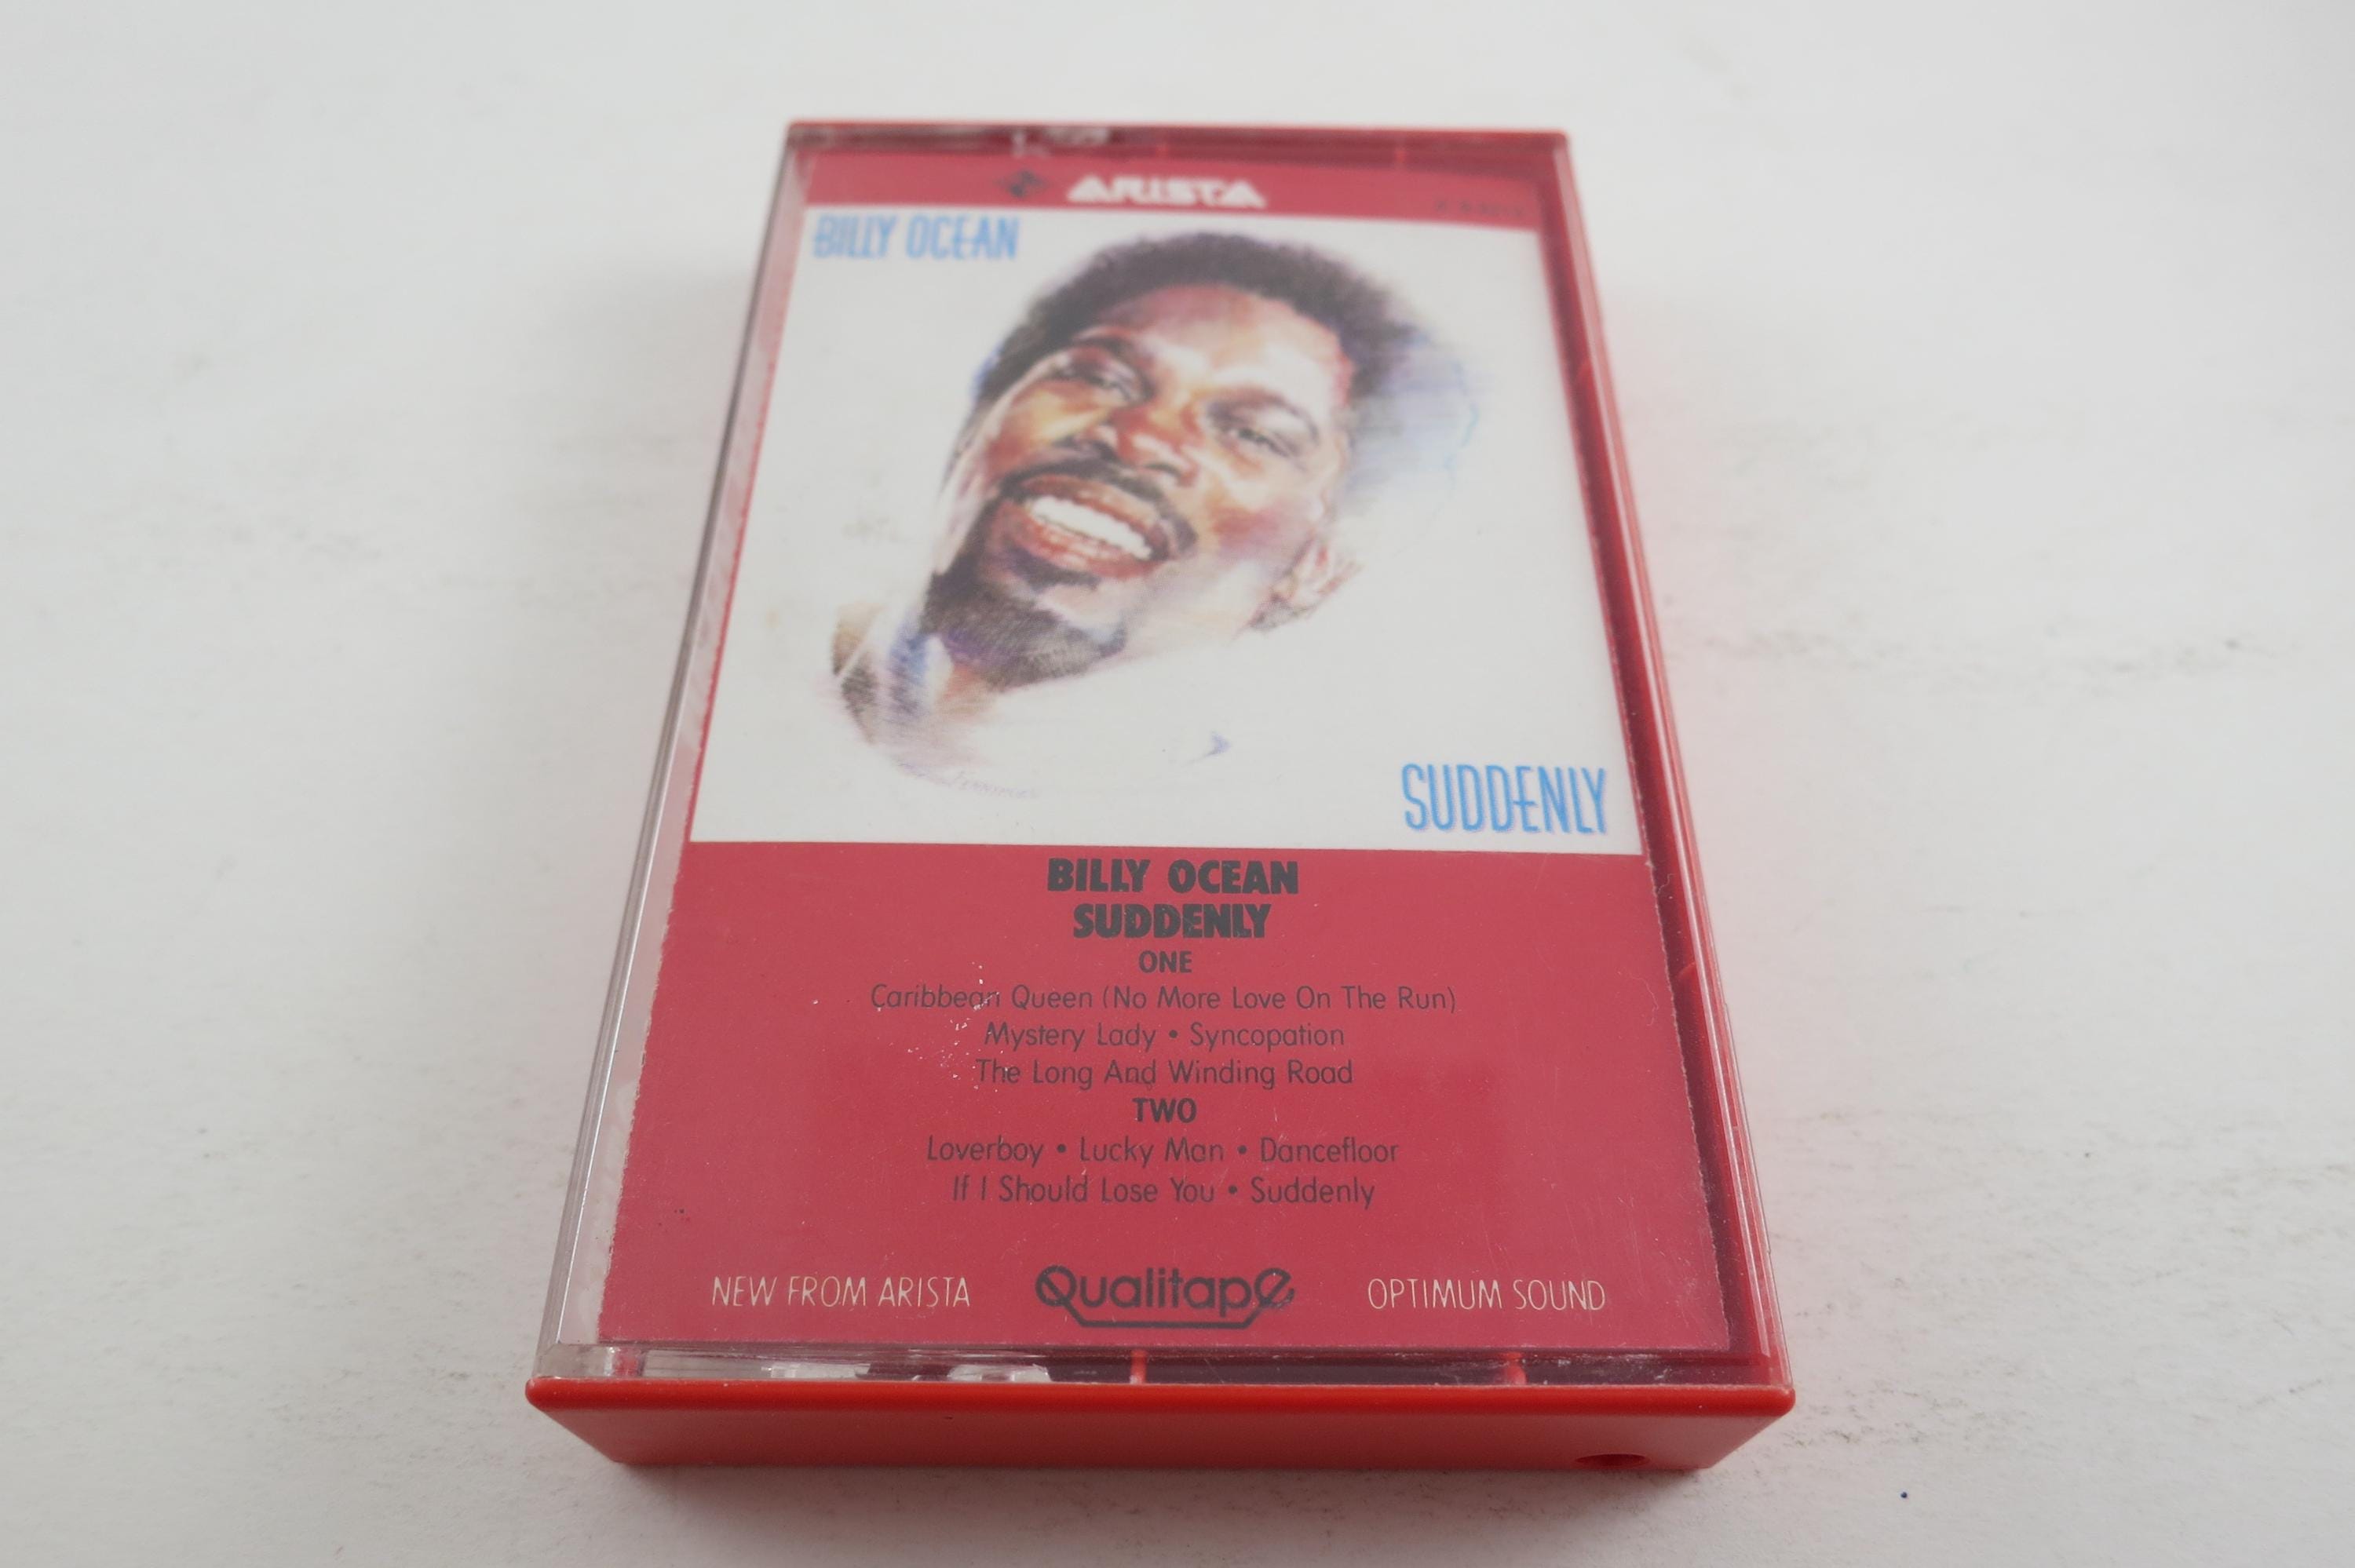 ARISTA
BILLY OCEAN
SUDDENLY
BILLY OCEAN
SUDDENLY
ONE
Caribbean Queen (No More Love On The Run)
Mystery Lady • Syncopation
The Long And Winding Road
TWO
Loverboy • Lucky Man • Dancefloor
If I Should Lose You • Suddenly
NEW FROM ARISTA Qualitape OPTIMUM SOUND